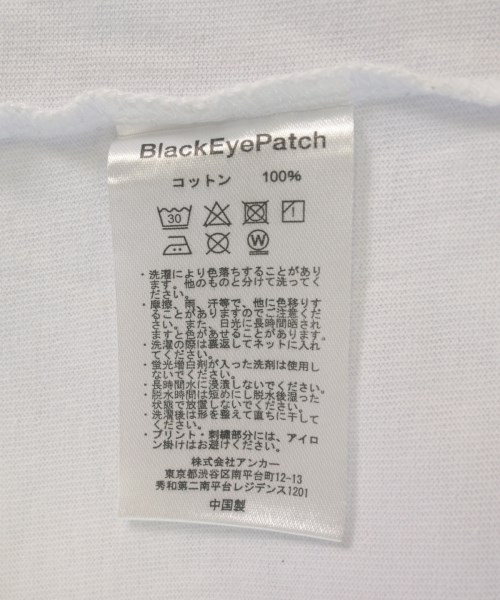 BlackEyePatch
コットン 100%
30
W
・洗濯により色落ちすることがあり
ます。他のものと分けて洗ってく
ださい。
・摩擦、雨、汗等で、他に色移りす
ることがありますのでご注意くだ
さい。また、日光に長時間晒され
ますと色があせることがあります。
・洗濯の際は裏返してネットに入れ
てください。
・蛍光増白剤が入った洗剤は使用し
ないでください。
・長時間水に浸漬しないでください。
・脱水時間は短めにし脱水後湿った
状態で放置しないでください。
・洗濯後は形を整えて直ちに干して
ください。
・プリント・刺繍部分には、アイロ
ン掛けはお避けください。
株式会社アンカー
東京都渋谷区南平台町12-13
秀和第二南平台レジデンス1201
中国製